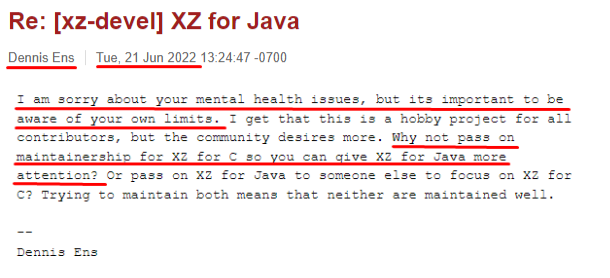 Re: [xz-devel] XZ for Java
Dennis Ens | Tue, 21 Jun 2022 13:24:47 -0700
I am sorry about your mental health issues, but its important to be
aware of your own limits. I get that this is a hobby project for all
contributors, but the community desires more. Why not pass on
maintainership for XZ for C so you can give XZ for Java more
attention? Or pass on XZ for Java to someone else to focus on XZ for
C? Trying to maintain both means that neither are maintained well.
--
Dennis Ens